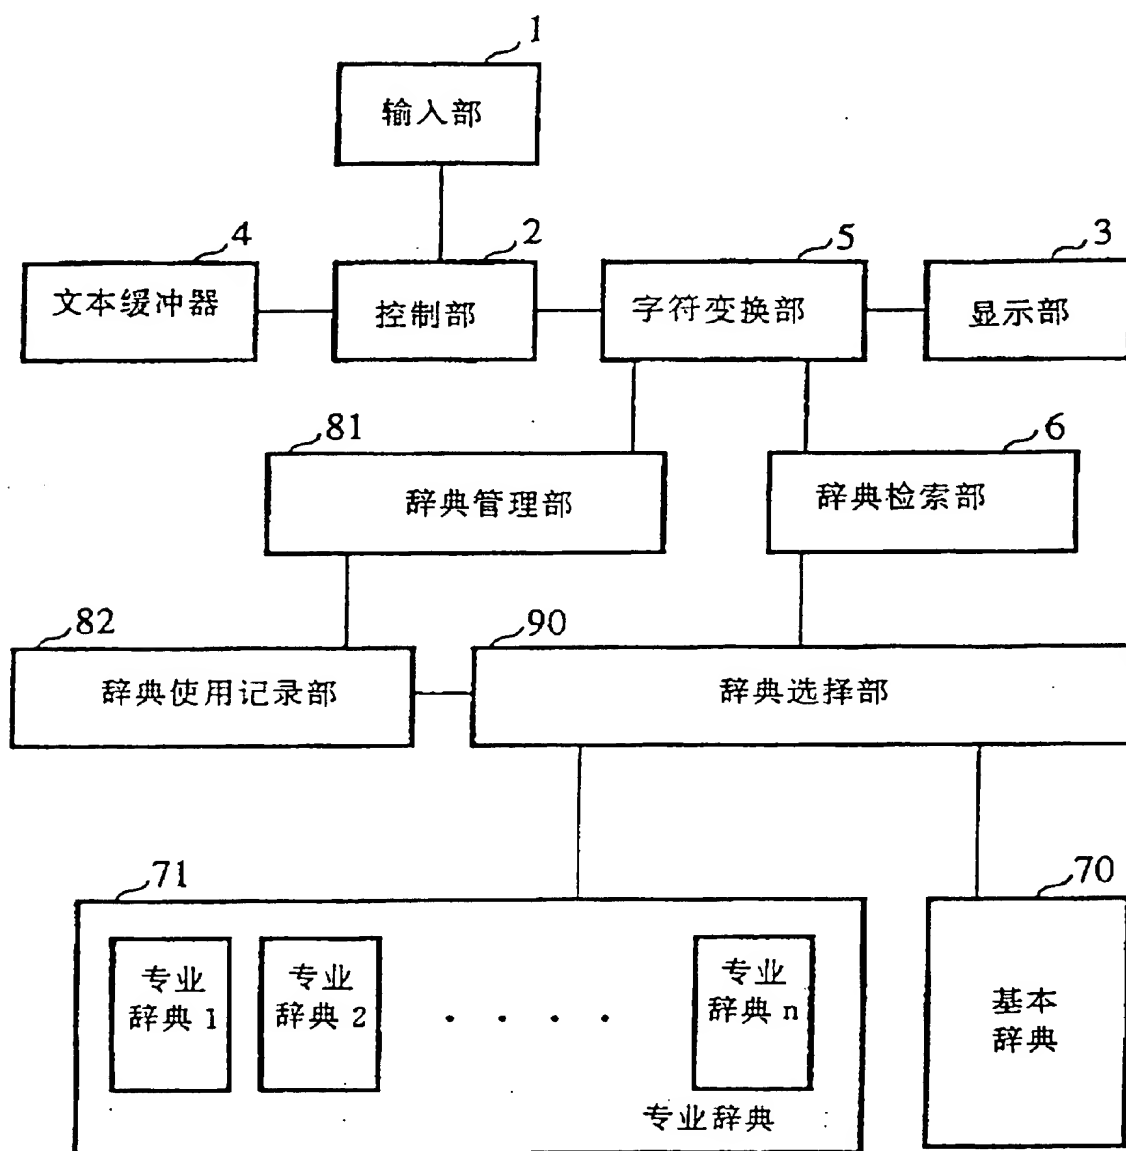 1
输入部
4
2
5
3
文本缓冲器
控制部
字符变换部
显示部
81
6
辞典管理部
辞典检索部
82
90
辞典使用记录部
辞典选择部
71
70
专业
辞典1
专业
辞典2
· · · ·
专业
辞典n
专业辞典
基本
辞典